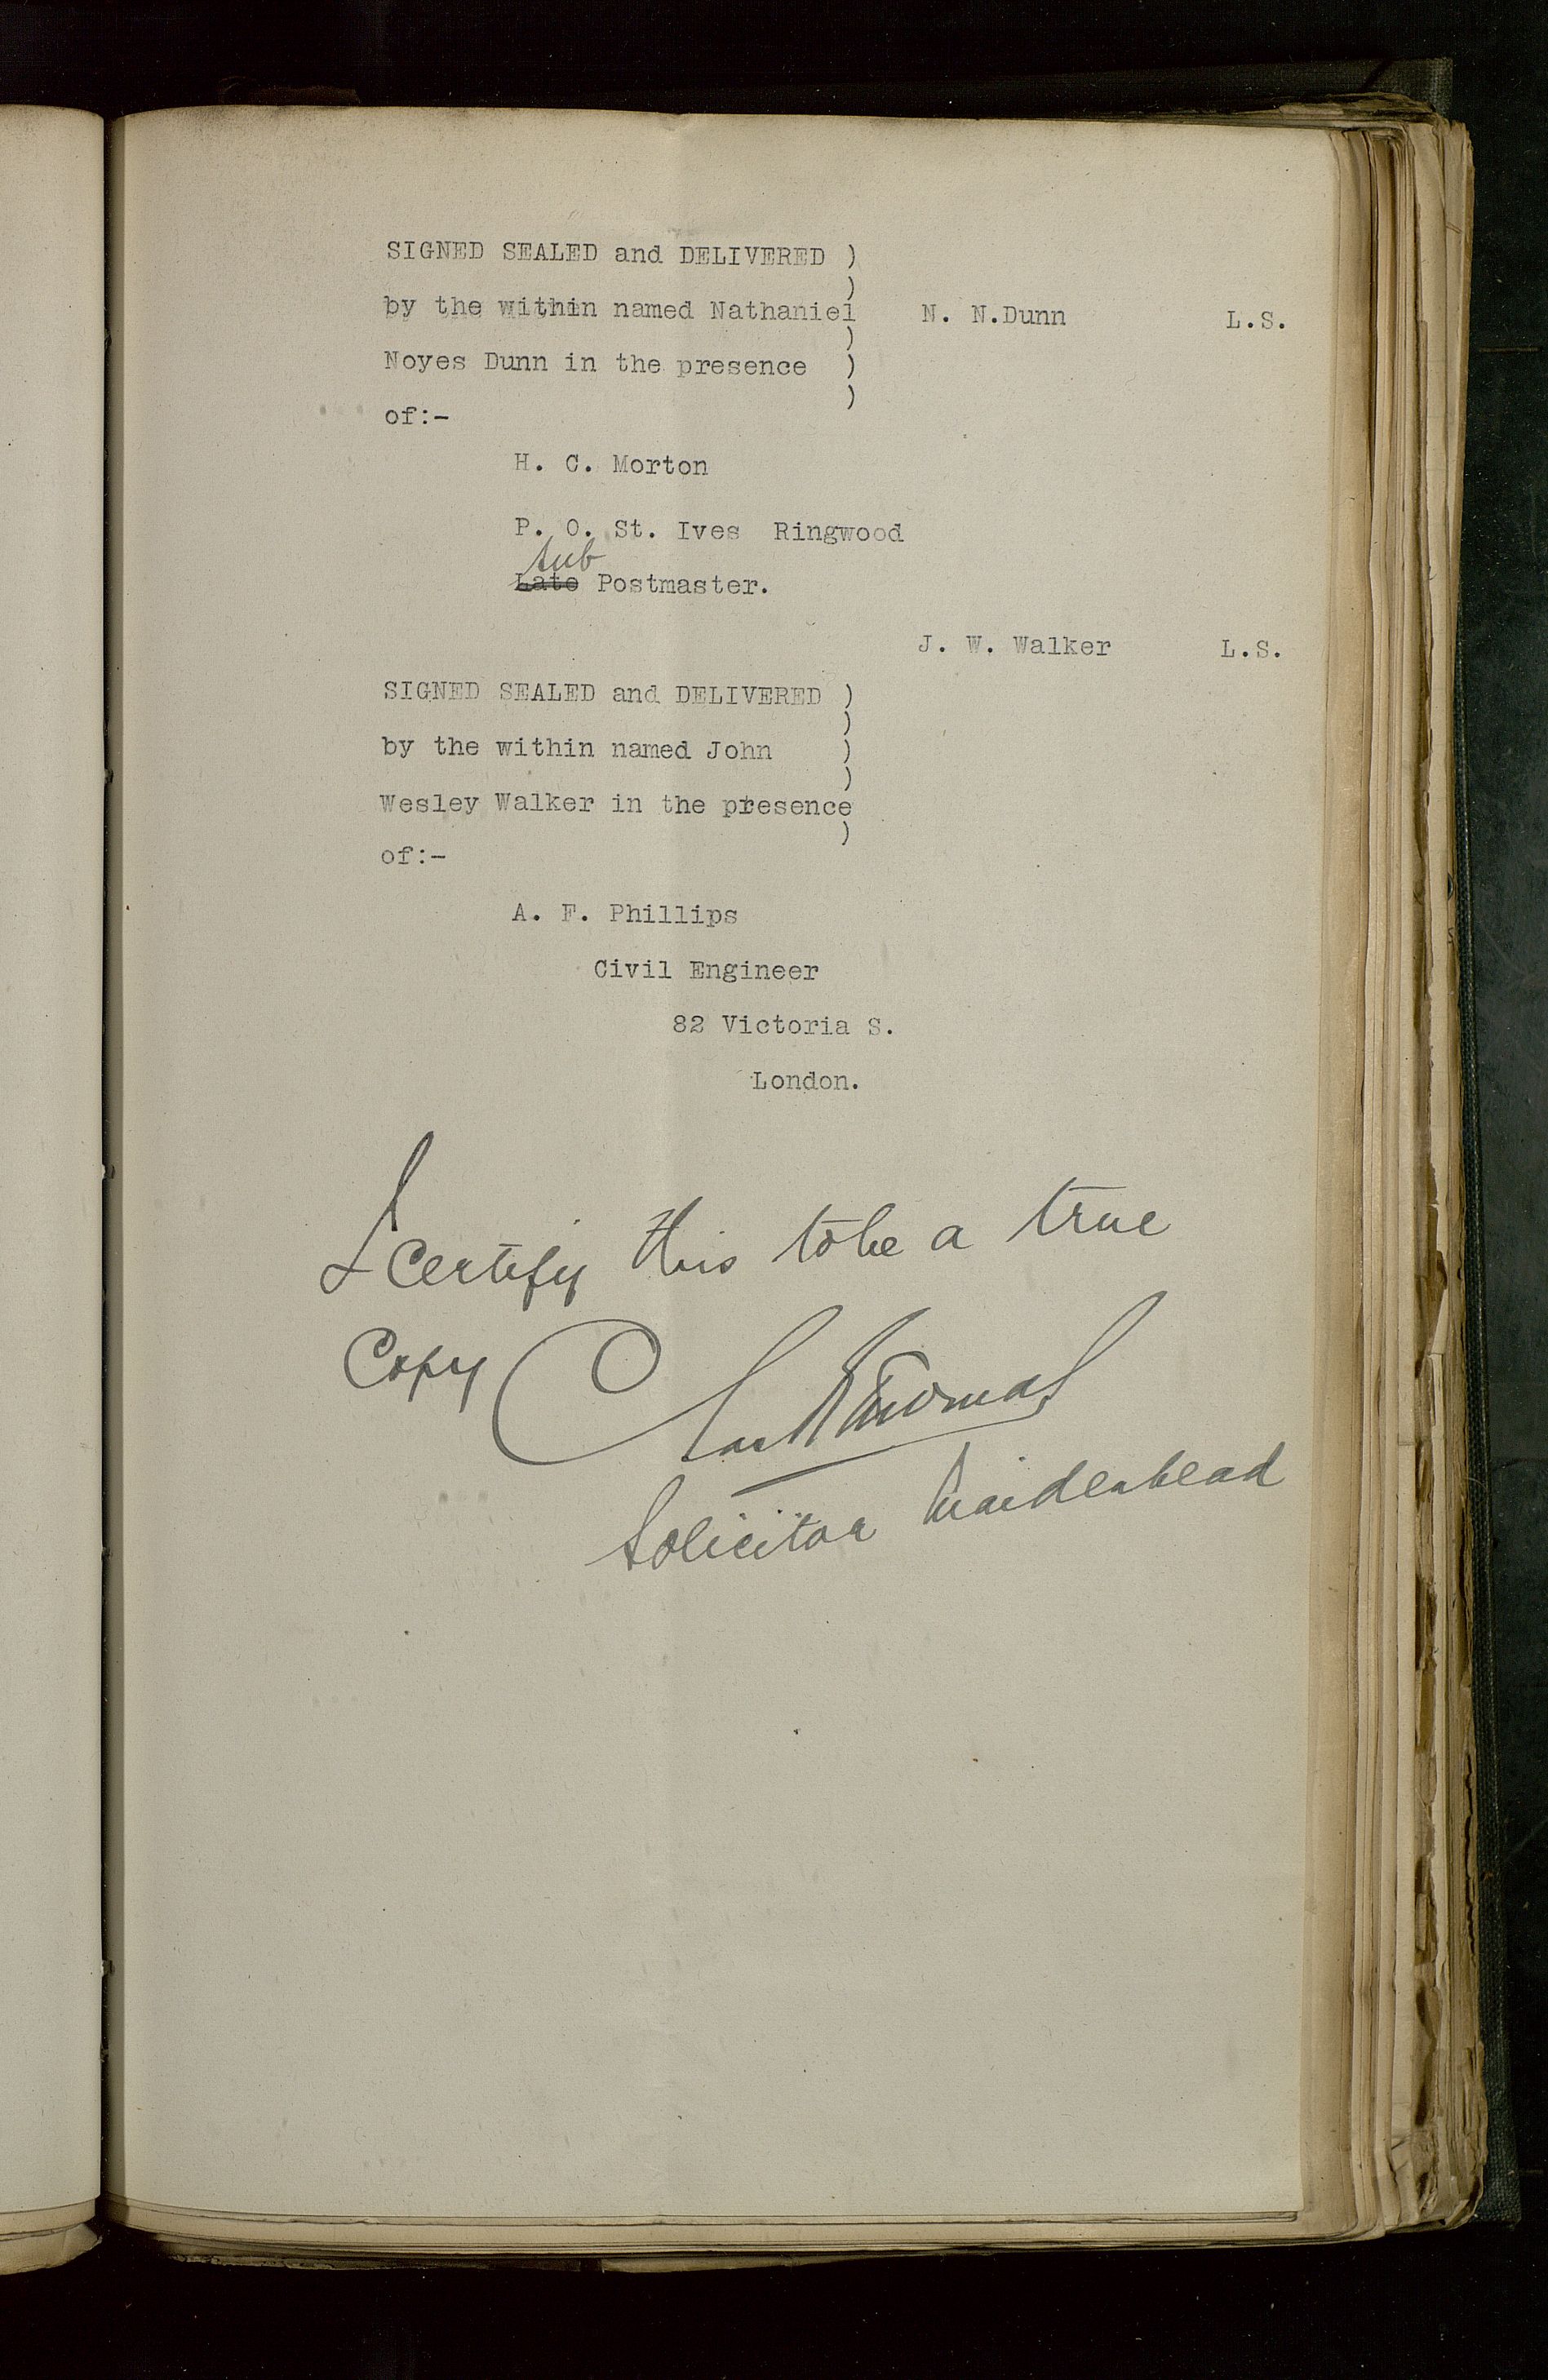 SIGNED SEALED and DELIVERED )
)
by the within named Nathaniel N. N.Dunn L.S.
)
Noyes Dunn in the presence )
)
of:-
H. C. Morton
P. O. St. Ives Ringwood
sub
Late Postmaster.
J. W. Walker L.S.
SIGNED SEALED and DELIVERED )
)
by the within named John )
)
Wesley Walker in the presence
)
of:-
A. F. Phillips
Civil Engineer
82 Victoria S.
London.
I certify this to be a true
Copy
Solicitor Maidenhead